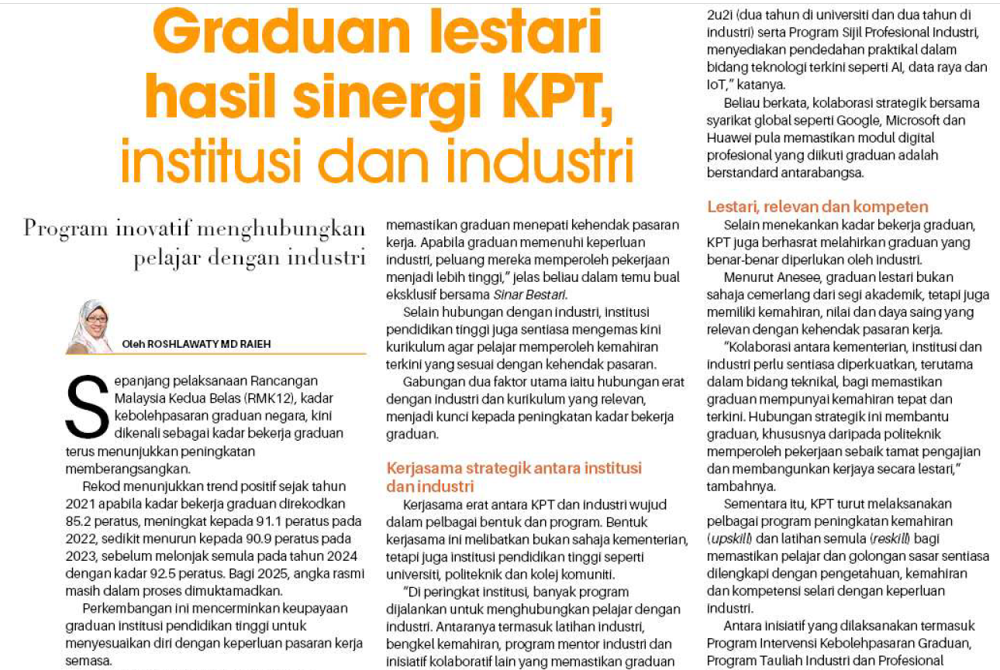 Graduan lestari
hasil sinergi KPT,
institusi dan industri
Program inovatif menghubungkan
pelajar dengan industri
Oleh ROSHLAWATY MD RAIEH
Sepanjang pelaksanaan Rancangan
Malaysia Kedua Belas (RMK12), kadar
kebolehpasaran graduan negara, kini
dikenali sebagai kadar bekerja graduan
terus menunjukkan peningkatan
memberangsangkan.
Rekod menunjukkan trend positif sejak tahun
2021 apabila kadar bekerja graduan direkodkan
85.2 peratus, meningkat kepada 91.1 peratus pada
2022, sedikit menurun kepada 90.9 peratus pada
2023, sebelum melonjak semula pada tahun 2024
dengan kadar 92.5 peratus. Bagi 2025, angka rasmi
masih dalam proses dimuktamadkan.
Perkembangan ini mencerminkan keupayaan
graduan institusi pendidikan tinggi untuk
menyesuaikan diri dengan keperluan pasaran kerja
semasa.
memastikan graduan menepati kehendak pasaran
kerja. Apabila graduan memenuhi keperluan
industri, peluang mereka memperoleh pekerjaan
menjadi lebih tinggi,” jelas beliau dalam temu bual
eksklusif bersama Sinar Bestari.
Selain hubungan dengan industri, institusi
pendidikan tinggi juga sentiasa mengemas kini
kurikulum agar pelajar memperoleh kemahiran
terkini yang sesuai dengan kehendak pasaran.
Gabungan dua faktor utama iaitu hubungan erat
dengan industri dan kurikulum yang relevan,
menjadi kunci kepada peningkatan kadar bekerja
graduan.
Kerjasama strategik antara institusi
dan industri
Kerjasama erat antara KPT dan industri wujud
dalam pelbagai bentuk dan program. Bentuk
kerjasama ini melibatkan bukan sahaja kementerian,
tetapi juga institusi pendidikan tinggi seperti
universiti, politeknik dan kolej komuniti.
“Di peringkat institusi, banyak program
dijalankan untuk menghubungkan pelajar dengan
industri. Antaranya termasuk latihan industri,
bengkel kemahiran, program mentor industri dan
inisiatif kolaboratif lain yang memastikan graduan
2u2i (dua tahun di universiti dan dua tahun di
industri) serta Program Sijil Profesional Industri,
menyediakan pendedahan praktikal dalam
bidang teknologi terkini seperti AI, data raya dan
IoT,” katanya.
Beliau berkata, kolaborasi strategik bersama
syarikat global seperti Google, Microsoft dan
Huawei pula memastikan modul digital
profesional yang diikuti graduan adalah
berstandard antarabangsa.
Lestari, relevan dan kompeten
Selain menekankan kadar bekerja graduan,
KPT juga berhasrat melahirkan graduan yang
benar-benar diperlukan oleh industri.
Menurut Anesee, graduan lestari bukan
sahaja cemerlang dari segi akademik, tetapi juga
memiliki kemahiran, nilai dan daya saing yang
relevan dengan kehendak pasaran kerja.
“Kolaborasi antara kementerian, institusi dan
industri perlu sentiasa diperkuatkan, terutama
dalam bidang teknikal, bagi memastikan
graduan mempunyai kemahiran tepat dan
terkini. Hubungan strategik ini membantu
graduan, khususnya daripada politeknik
memperoleh pekerjaan sebaik tamat pengajian
dan membangunkan kerjaya secara lestari,”
tambahnya.
Sementara itu, KPT turut melaksanakan
pelbagai program peningkatan kemahiran
(upskill) dan latihan semula (reskill) bagi
memastikan pelajar dan golongan sasar sentiasa
dilengkapi dengan pengetahuan, kemahiran
dan kompetensi selari dengan keperluan
industri.
Antara inisiatif yang dilaksanakan termasuk
Program Intervensi Kebolehpasaran Graduan,
Program Tauliah Industri dan Profesional